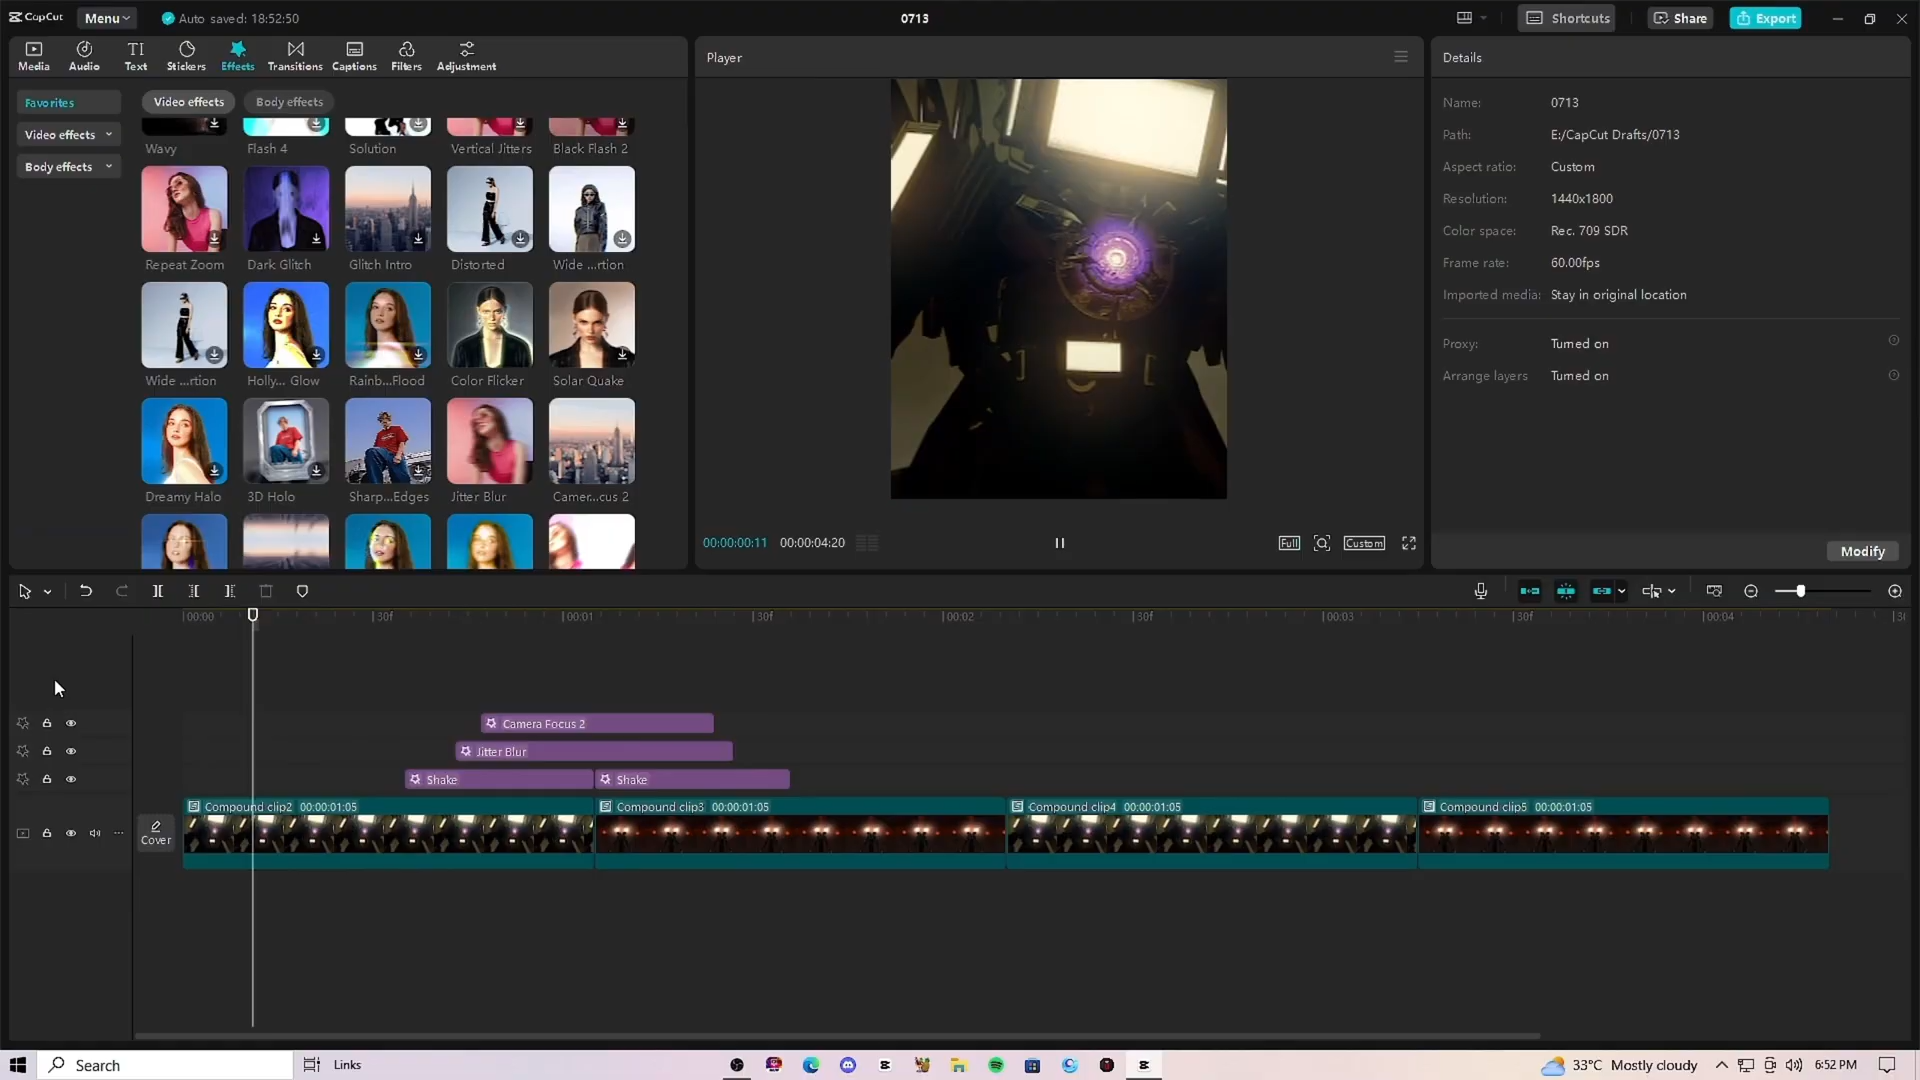 CapCut
Menu
Auto saved: 18:52:50
0713
Shortcuts
Share
Export
Media
Audio
TI
Text
Stickers
Effects
Transitions
Captions
Filters
Adjustment
Player
Details
Favorites
Video effects
Body effects
Video effects
Body effects
Wavy
Flash 4
Solution
Vertical Jitters
Black Flash 2
Repeat Zoom
Dark Glitch
Glitch Intro
Distorted
Wide ...rtion
Wide ...rtion
Holly... Glow
Rainb...Flood
Color Flicker
Solar Quake
Dreamy Halo
3D Holo
Sharp...Edges
Jitter Blur
Camer...cus 2
00:00:00:11
00:00:04:20
Full
Custom
Name:
0713
Path:
E:/CapCut Drafts/0713
Aspect ratio:
Custom
Resolution:
1440x1800
Color space:
Rec. 709 SDR
Frame rate:
60.00fps
Imported media:
Stay in original location
Proxy:
Turned on
Arrange layers
Turned on
Modify
00:00
30f
00:01
30f
00:02
30f
00:03
30f
00:04
Camera Focus 2
Jitter Blur
Shake
Shake
Cover
Compound clip2 00:00:01:05
Compound clip3 00:00:01:05
Compound clip4 00:00:01:05
Compound clip5 00:00:01:05
Search
Links
33°C Mostly cloudy
6:52 PM